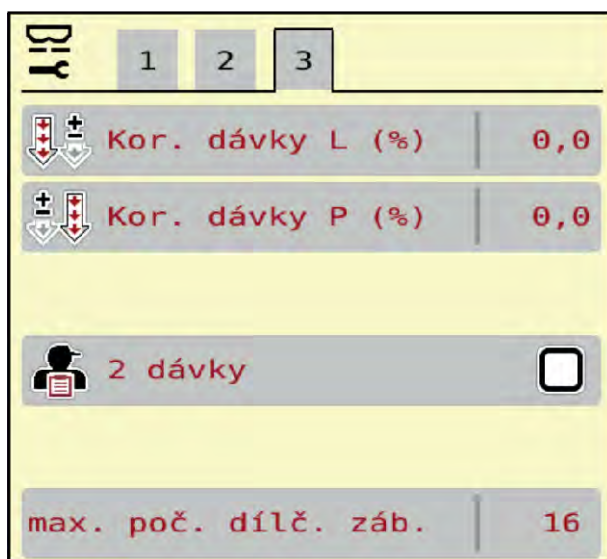 1 2 3
Kor. dávky L (%) 0,0
Kor. dávky P (%) 0,0
2 dávky
max. poč. dílč. záb. 16